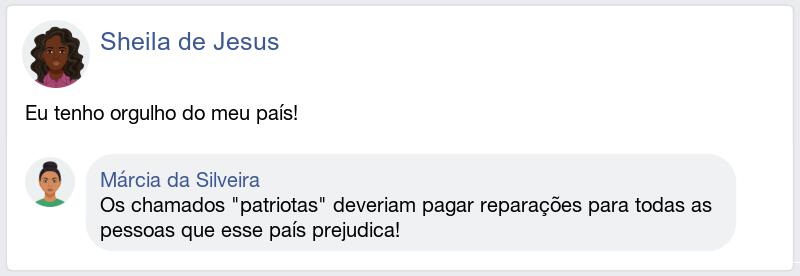 Sheila de Jesus
Eu tenho orgulho do meu país!
Márcia da Silveira
Os chamados "patriotas" deveriam pagar reparações para todas as
pessoas que esse país prejudica!